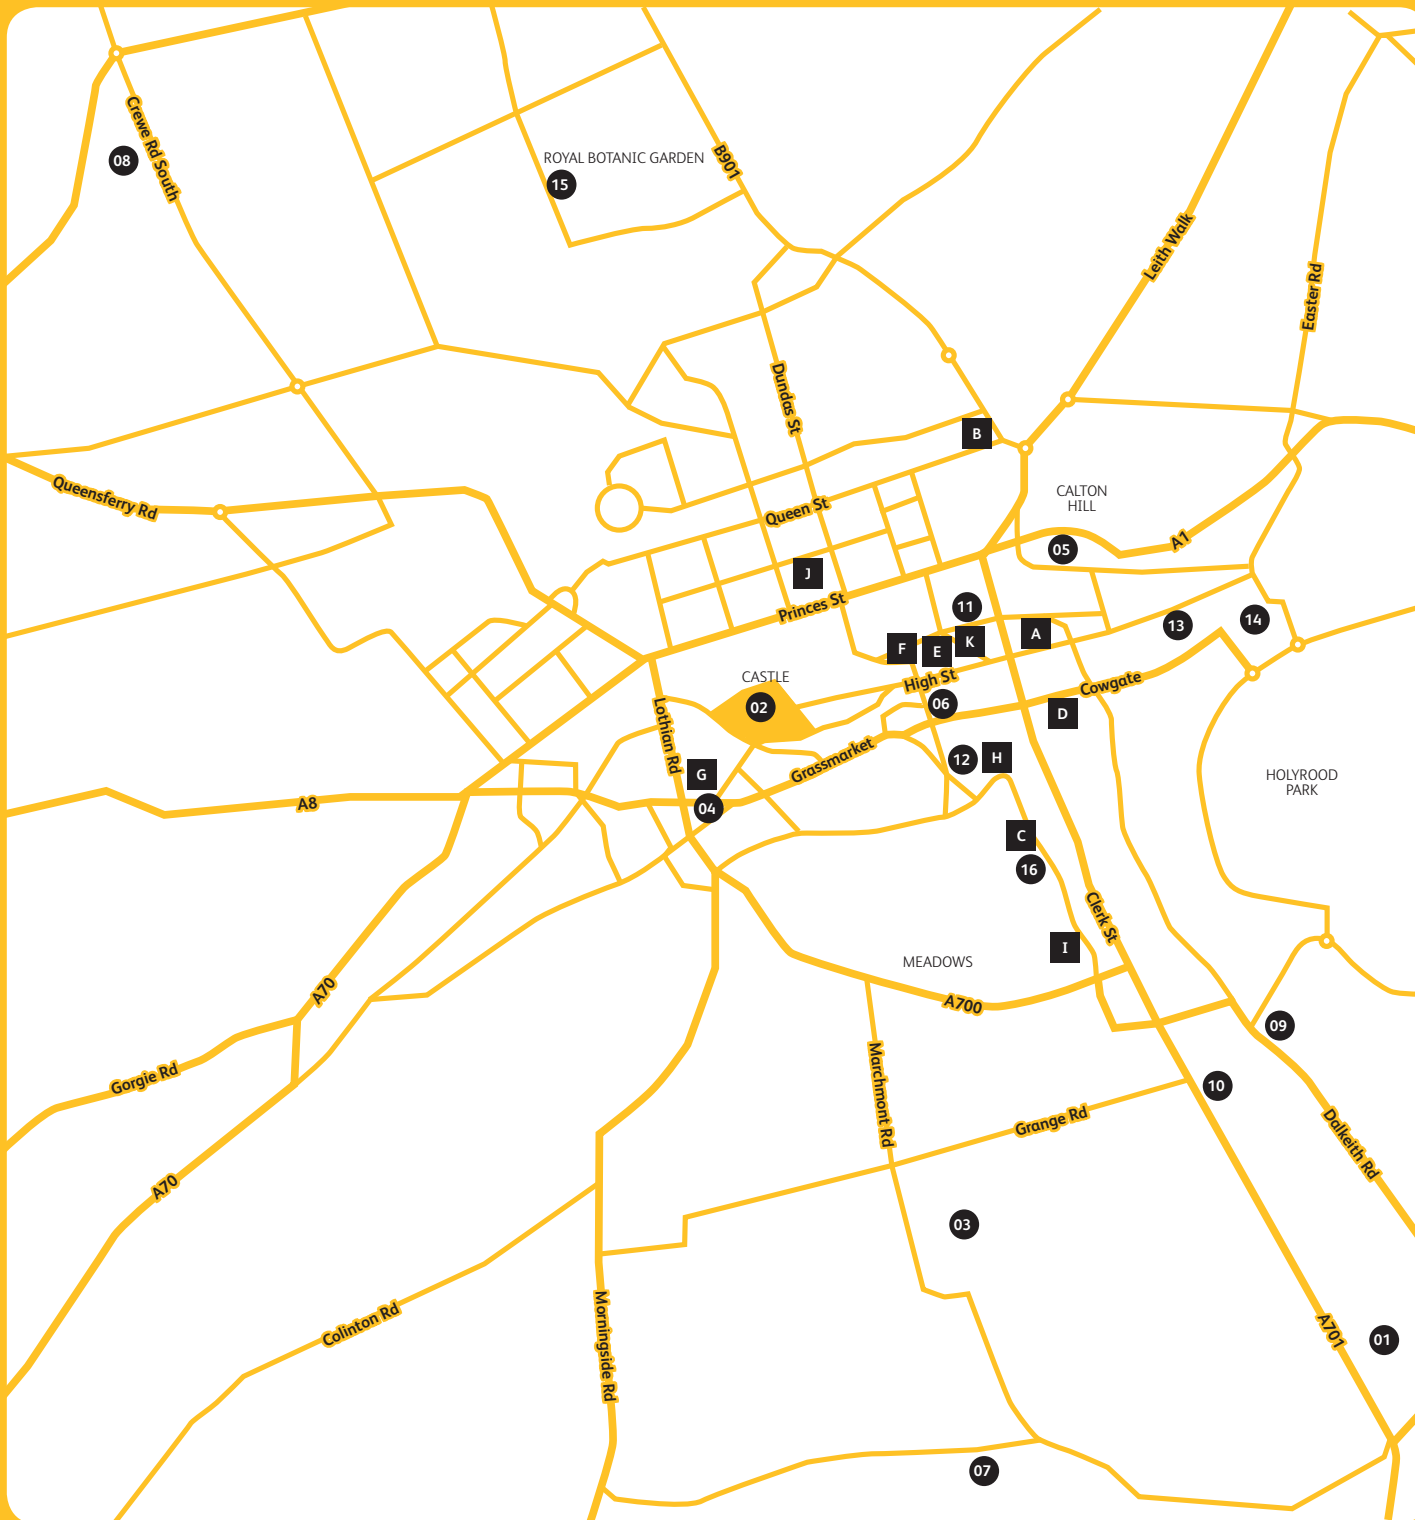 Crewe Rd South
08
ROYAL BOTANIC GARDEN
15
B901
Leith Walk
Easter Rd
Dundas St
B
Queensferry Rd
Queen St
CALTON
HILL
05
A1
J
Princes St
11
K
A
13
14
F
E
High St
CASTLE
02
06
Cowgate
D
Lothian Rd
Grassmarket
G
04
12
H
HOLYROOD
PARK
A8
C
16
Clerk St
I
MEADOWS
A700
A70
09
Gorgie Rd
Marchmont Rd
10
Grange Rd
Dalkeith Rd
A70
03
Colinton Rd
Morningside Rd
A701
01
07